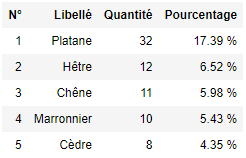 N° Libellé Quantité Pourcentage
1 Platane 32 17.39 %
2 Hêtre 12 6.52 %
3 Chêne 11 5.98 %
4 Marronnier 10 5.43 %
5 Cèdre 8 4.35 %